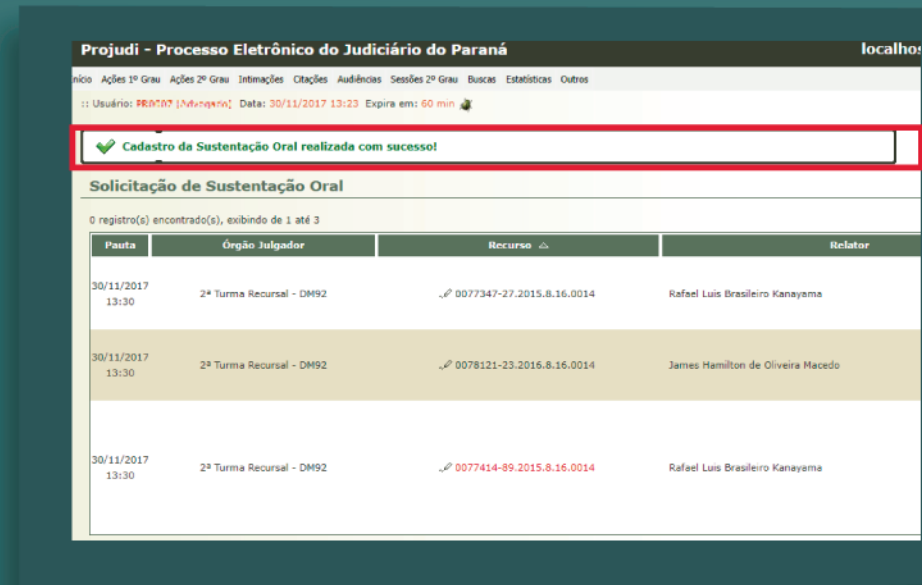 Projudi - Processo Eletrônico do Judiciário do Paraná localhos
nício Ações 1º Grau Ações 2º Grau Intimações Citações Audiências Sessões 2º Grau Buscas Estatísticas Outros
:: Usuário: Data: 30/11/2017 13:23 Expira em: 60 min
Cadastro da Sustentação Oral realizada com sucesso!
Solicitação de Sustentação Oral
0 registro(s) encontrado(s), exibindo de 1 até 3
Pauta Órgão Julgador Recurso Relator
30/11/2017
13:30 2ª Turma Recursal - DM92 0077347-27.2015.8.16.0014 Rafael Luis Brasileiro Kanayama
30/11/2017
13:30 2ª Turma Recursal - DM92 0078121-23.2016.8.16.0014 James Hamilton de Oliveira Macedo
30/11/2017
13:30 2ª Turma Recursal - DM92 0077414-89.2015.8.16.0014 Rafael Luis Brasileiro Kanayama